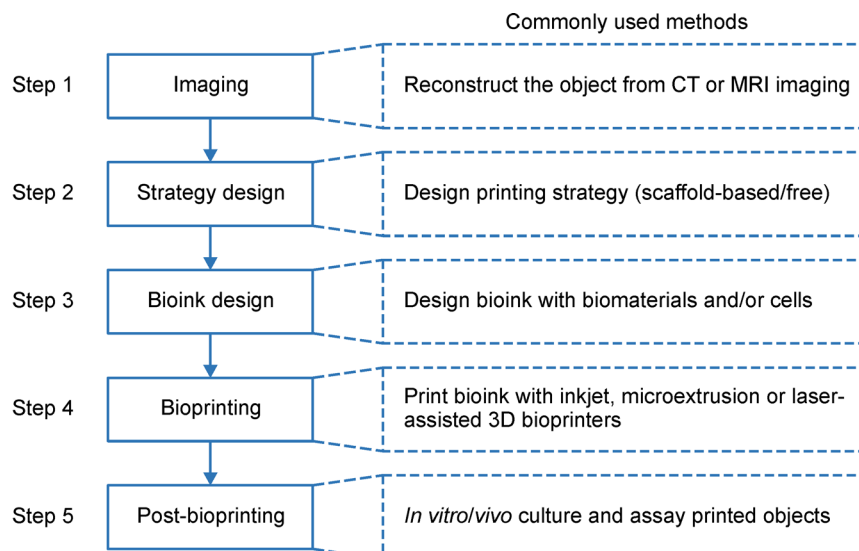 Commonly used methods
Step 1
Imaging
Reconstruct the object from CT or MRI imaging
Step 2
Strategy design
Design printing strategy (scaffold-based/free)
Step 3
Bioink design
Design bioink with biomaterials and/or cells
Step 4
Bioprinting
Print bioink with inkjet, microextrusion or laser-
assisted 3D bioprinters
Step 5
Post-bioprinting
In vitro/vivo culture and assay printed objects